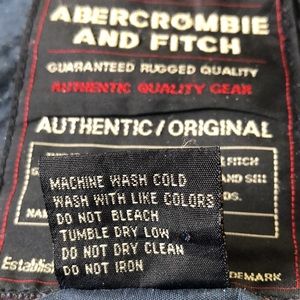 ABERCROMBIE
AND FITCH
GUARANTEED RUGGED QUALITY
AUTHENTIC QUALITY GEAR
AUTHENTIC/ORIGINAL
FITCH
MACHINE WASH COLD
WASH WITH LIKE COLORS
DO NOT BLEACH
TUMBLE DRY LOW
DO NOT DRY CLEAN
DO NOT IRON